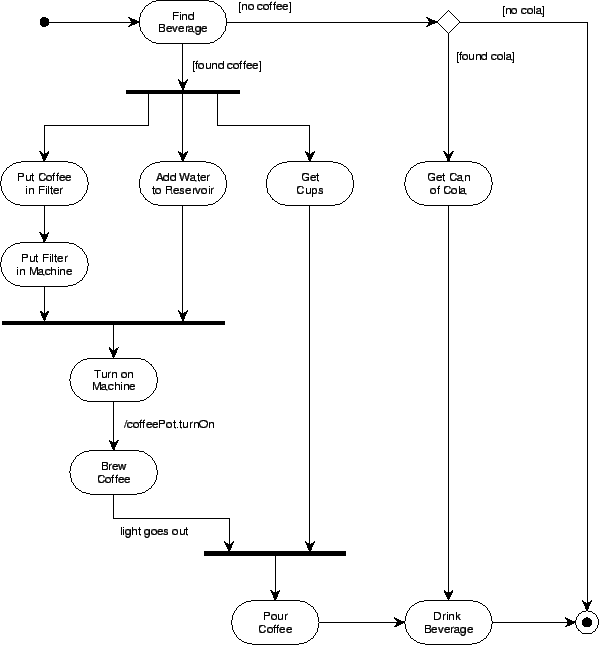 [no coffee]
[no cola]
Find
Beverage
[found coffee]
[found cola]
Put Coffee
in Filter
Add Water
to Reservoir
Get
Cups
Get Can
of Cola
Put Filter
in Machine
Turn on
Machine
/coffeePot.turnOn
Brew
Coffee
light goes out
Pour
Coffee
Drink
Beverage